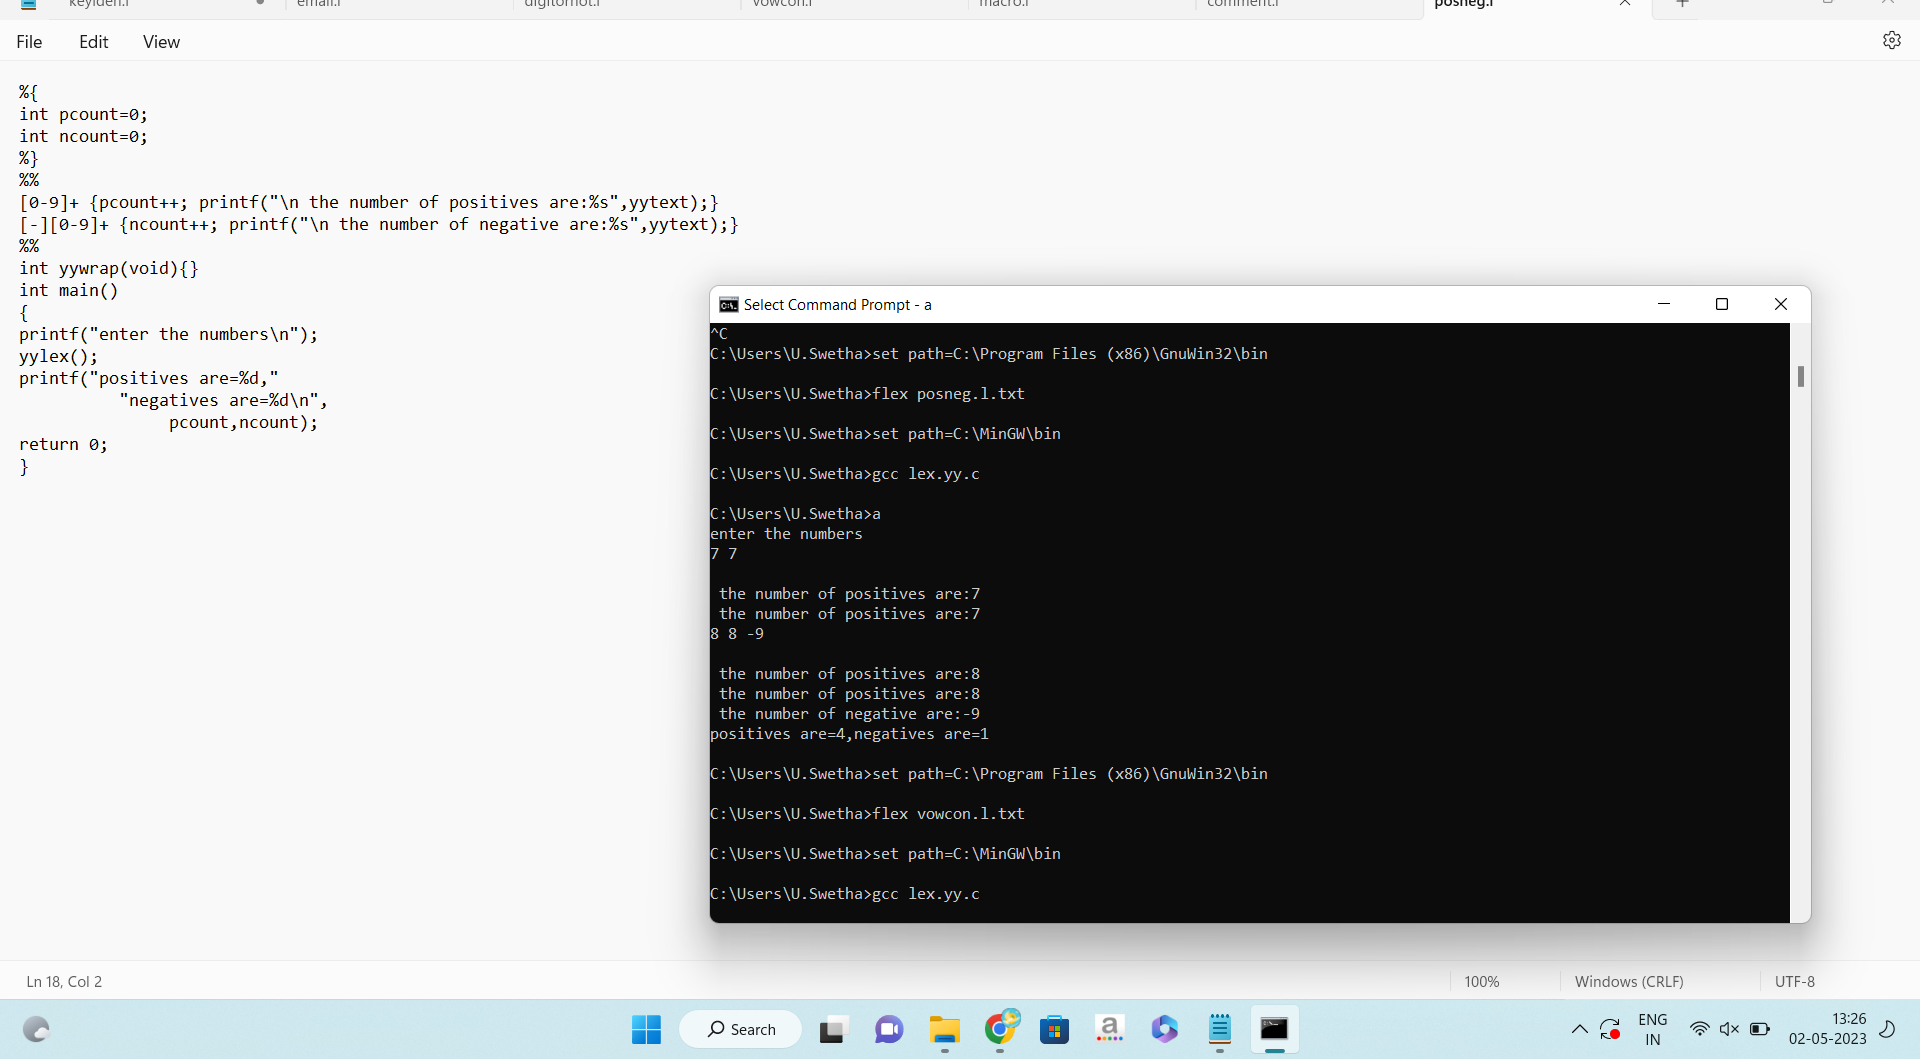 keyiden.l email.l digitornot.l vowcon.l macro.l comment.l posneg.l
File Edit View
%{
int pcount=0;
int ncount=0;
%}
%%
[0-9]+ {pcount++; printf("\n the number of positives are:%s",yytext);}
[-][0-9]+ {ncount++; printf("\n the number of negative are:%s",yytext);}
%%
int yywrap(void){}
int main()
{
printf("enter the numbers\n");
yylex();
printf("positives are=%d,"
"negatives are=%d\n",
pcount,ncount);
return 0;
}
Select Command Prompt - a
^C
C:\Users\U.Swetha>set path=C:\Program Files (x86)\GnuWin32\bin
C:\Users\U.Swetha>flex posneg.l.txt
C:\Users\U.Swetha>set path=C:\MinGW\bin
C:\Users\U.Swetha>gcc lex.yy.c
C:\Users\U.Swetha>a
enter the numbers
7 7
the number of positives are:7
the number of positives are:7
8 8 -9
the number of positives are:8
the number of positives are:8
the number of negative are:-9
positives are=4,negatives are=1
C:\Users\U.Swetha>set path=C:\Program Files (x86)\GnuWin32\bin
C:\Users\U.Swetha>flex vowcon.l.txt
C:\Users\U.Swetha>set path=C:\MinGW\bin
C:\Users\U.Swetha>gcc lex.yy.c
Ln 18, Col 2 100% Windows (CRLF) UTF-8
Search
ENG
IN
13:26
02-05-2023